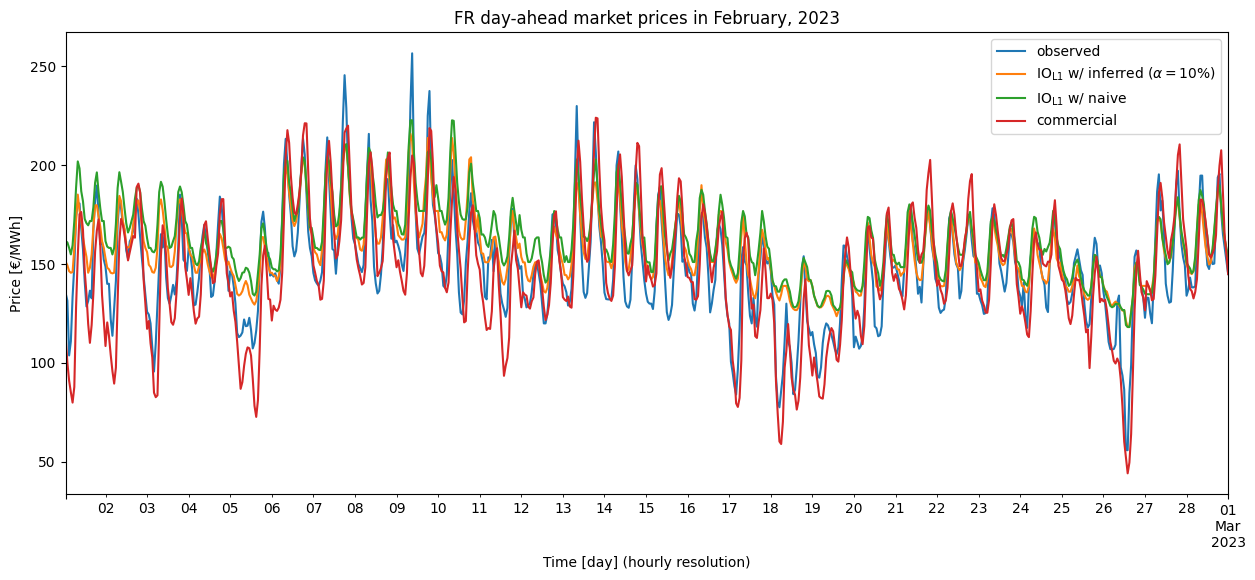 FR day-ahead market prices in February, 2023
Price [€/MWh]
250
200
150
100
50
observed
IO_L1 w/ inferred (α = 10%)
IO_L1 w/ naive
commercial
02 03 04 05 06 07 08 09 10 11 12 13 14 15 16 17 18 19 20 21 22 23 24 25 26 27 28 01
Mar
2023
Time [day] (hourly resolution)